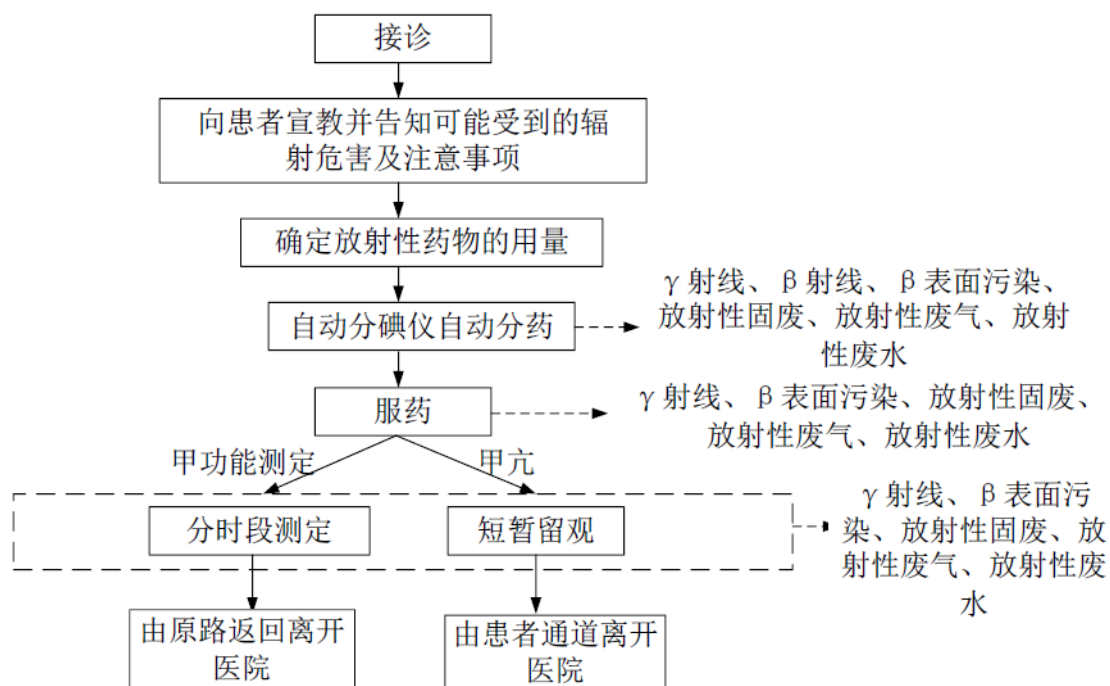 接诊
向患者宣教并告知可能受到的辐
射危害及注意事项
确定放射性药物的用量
自动分碘仪自动分药
γ射线、β射线、β表面污染、
放射性固废、放射性废气、放射
性废水
服药
γ射线、β表面污染、放射性固废、
放射性废气、放射性废水
甲功能测定
甲亢
分时段测定
短暂留观
γ射线、β表面污
染、放射性固废、放
射性废气、放射性废
水
由原路返回离开
医院
由患者通道离开
医院